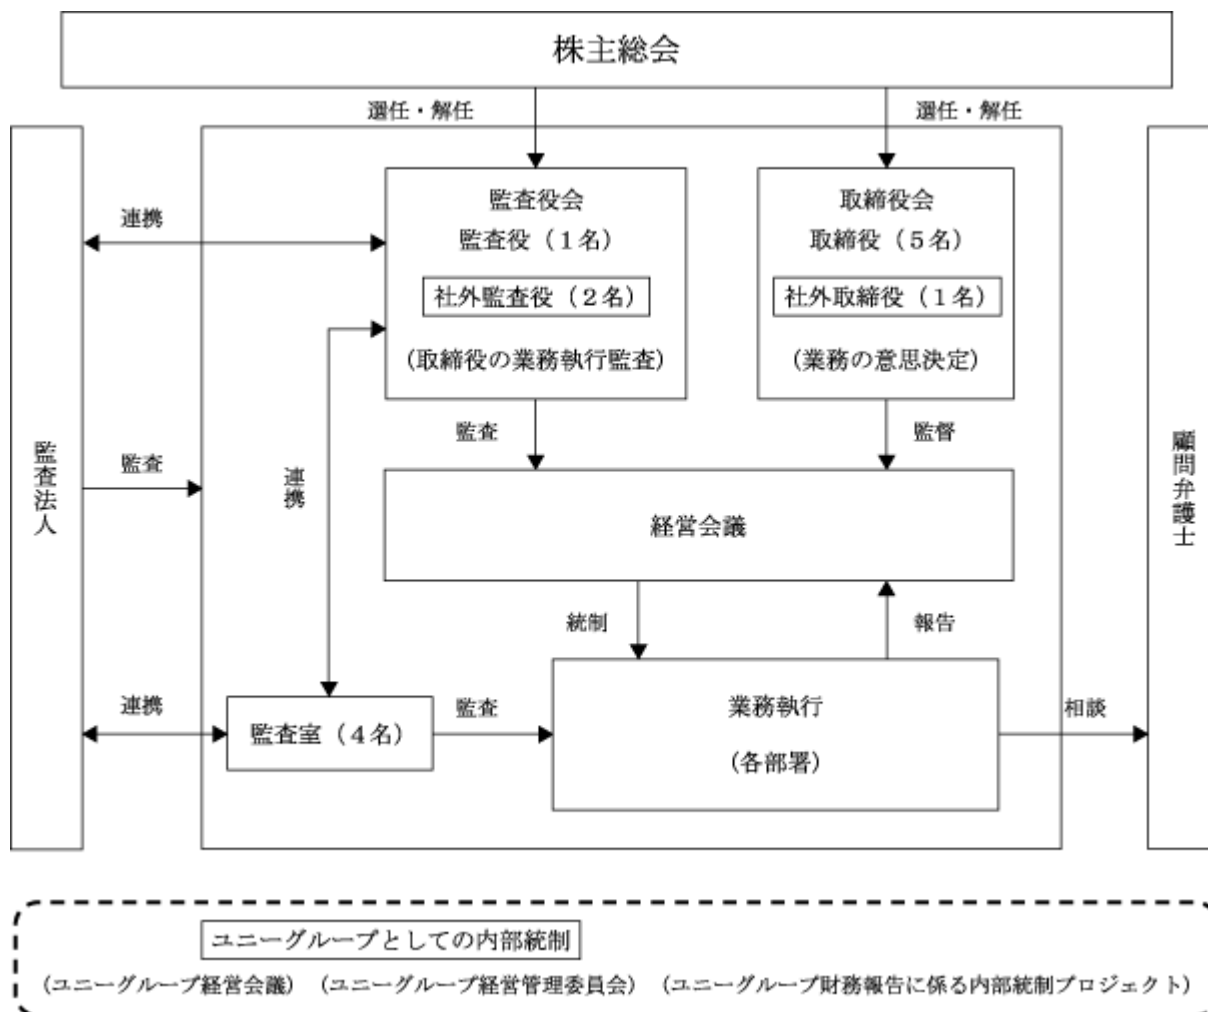 株主総会
選任・解任
選任・解任
監査役会
監査役（１名）
社外監査役（２名）
(取締役の業務執行監査)
取締役会
取締役（５名）
社外取締役（１名）
(業務の意思決定)
連携
監査法人
監査
連携
監査
監督
顧問弁護士
経営会議
統制
報告
連携
監査室（４名）
監査
業務執行
(各部署)
相談
ユニーグループとしての内部統制
(ユニーグループ経営会議) (ユニーグループ経営管理委員会) (ユニーグループ財務報告に係る内部統制プロジェクト)